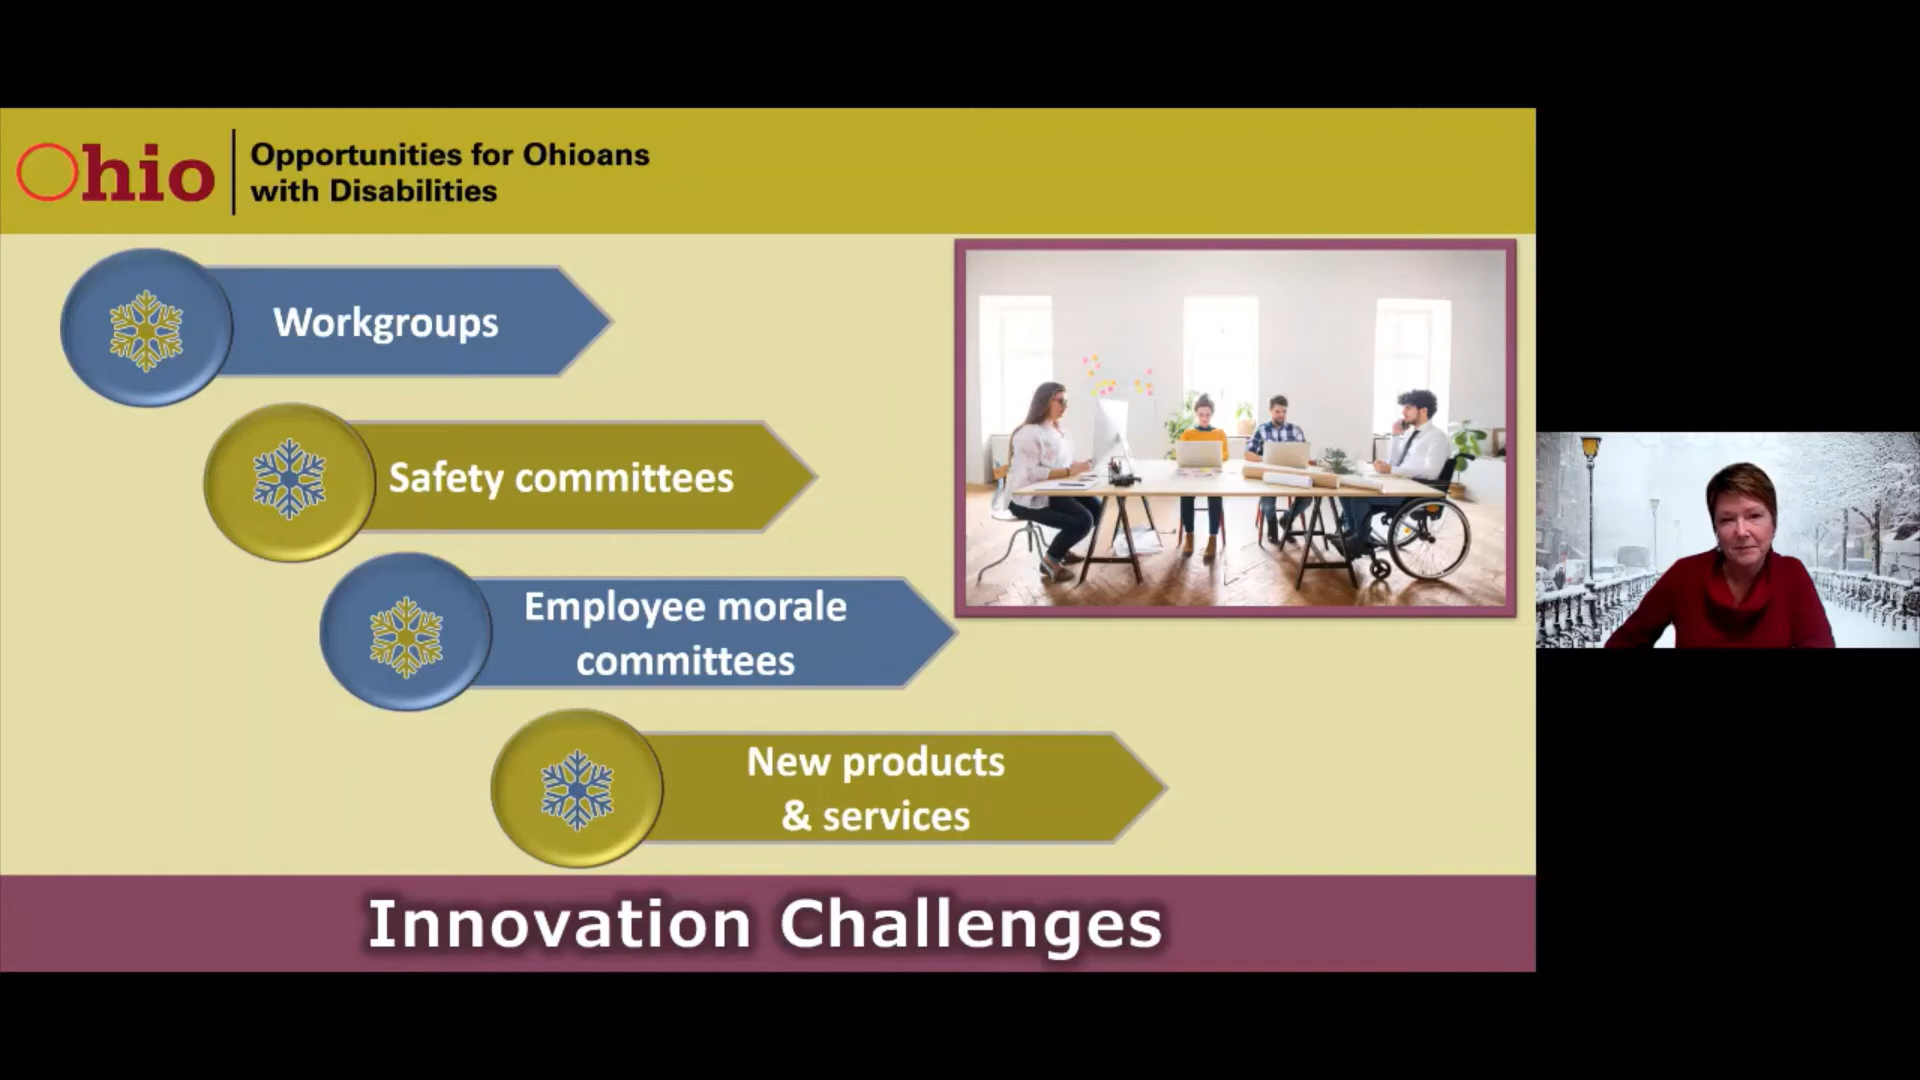 Ohio
Opportunities for Ohioans
with Disabilities
Workgroups
Safety committees
Employee morale
committees
New products
& services
Innovation Challenges